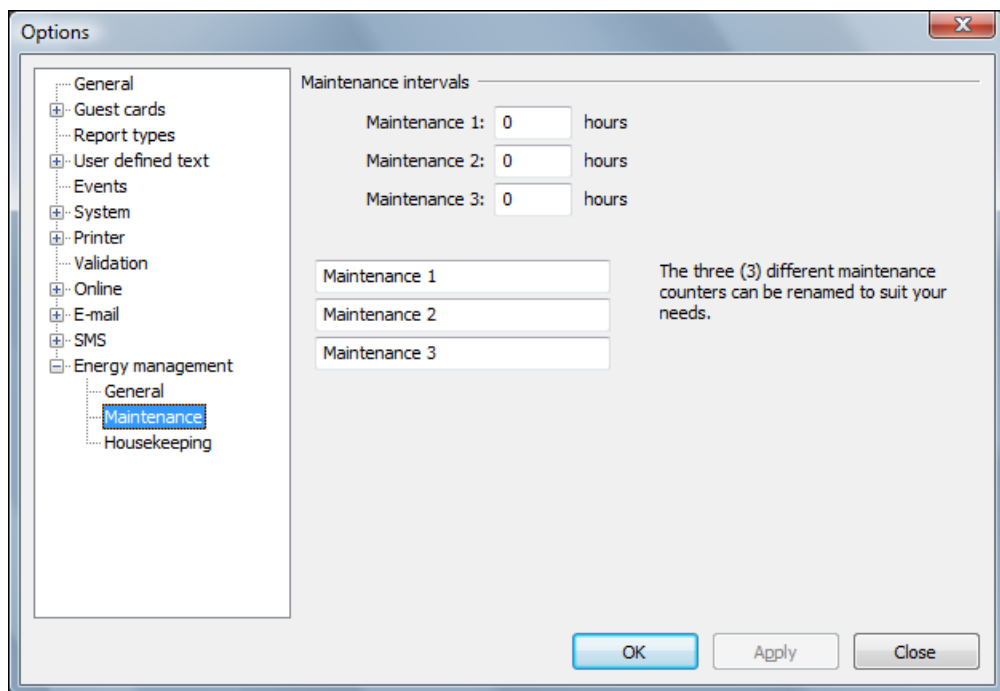 Options
X
General
Guest cards
Report types
User defined text
Events
System
Printer
Validation
Online
E-mail
SMS
Energy management
General
Maintenance
Housekeeping
Maintenance intervals
Maintenance 1: 0 hours
Maintenance 2: 0 hours
Maintenance 3: 0 hours
Maintenance 1
Maintenance 2
Maintenance 3
The three (3) different maintenance
counters can be renamed to suit your
needs.
OK
Apply
Close